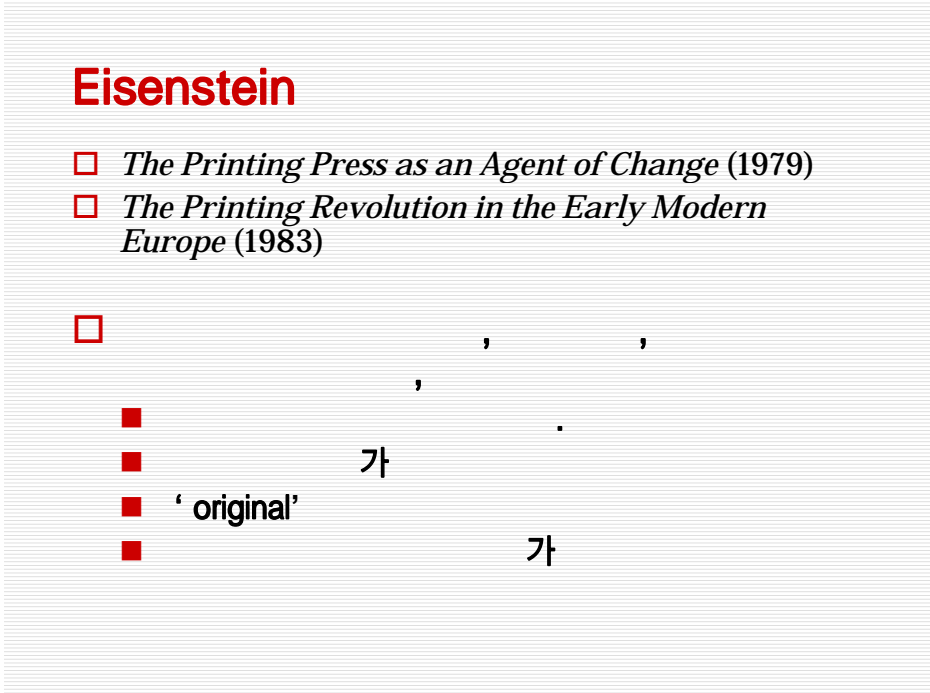 Eisenstein
The Printing Press as an Agent of Change (1979)
The Printing Revolution in the Early Modern
Europe (1983)
, ,
,
.
가
‘ original’
가